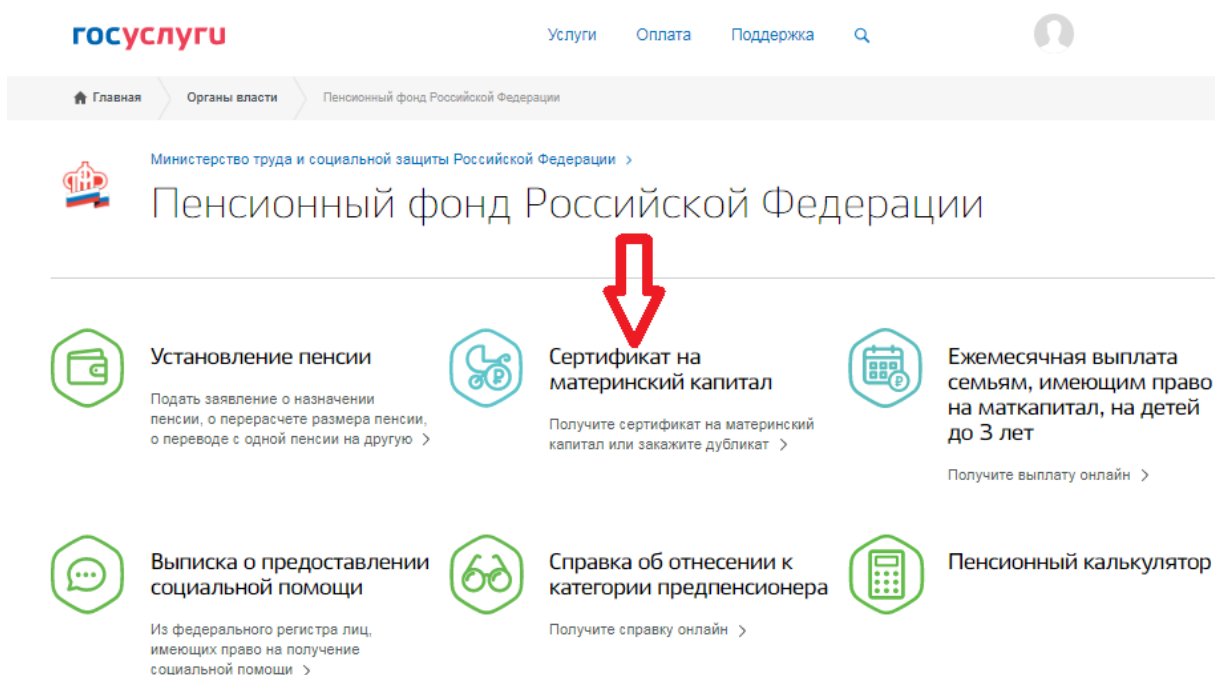 госуслуги
Услуги Оплата Поддержка
Главная Органы власти Пенсионный фонд Российской Федерации
Министерство труда и социальной защиты Российской Федерации >
Пенсионный фонд Российской Федерации
Установление пенсии
Подать заявление о назначении
пенсии, о перерасчете размера пенсии,
о переводе с одной пенсии на другую >
Сертификат на
материнский капитал
Получите сертификат на материнский
капитал или закажите дубликат >
Ежемесячная выплата
семьям, имеющим право
на маткапитал, на детей
до 3 лет
Получите выплату онлайн >
Выписка о предоставлении
социальной помощи
Из федерального регистра лиц,
имеющих право на получение
социальной помощи >
Справка об отнесении к
категории предпенсионера
Получите справку онлайн >
Пенсионный калькулятор